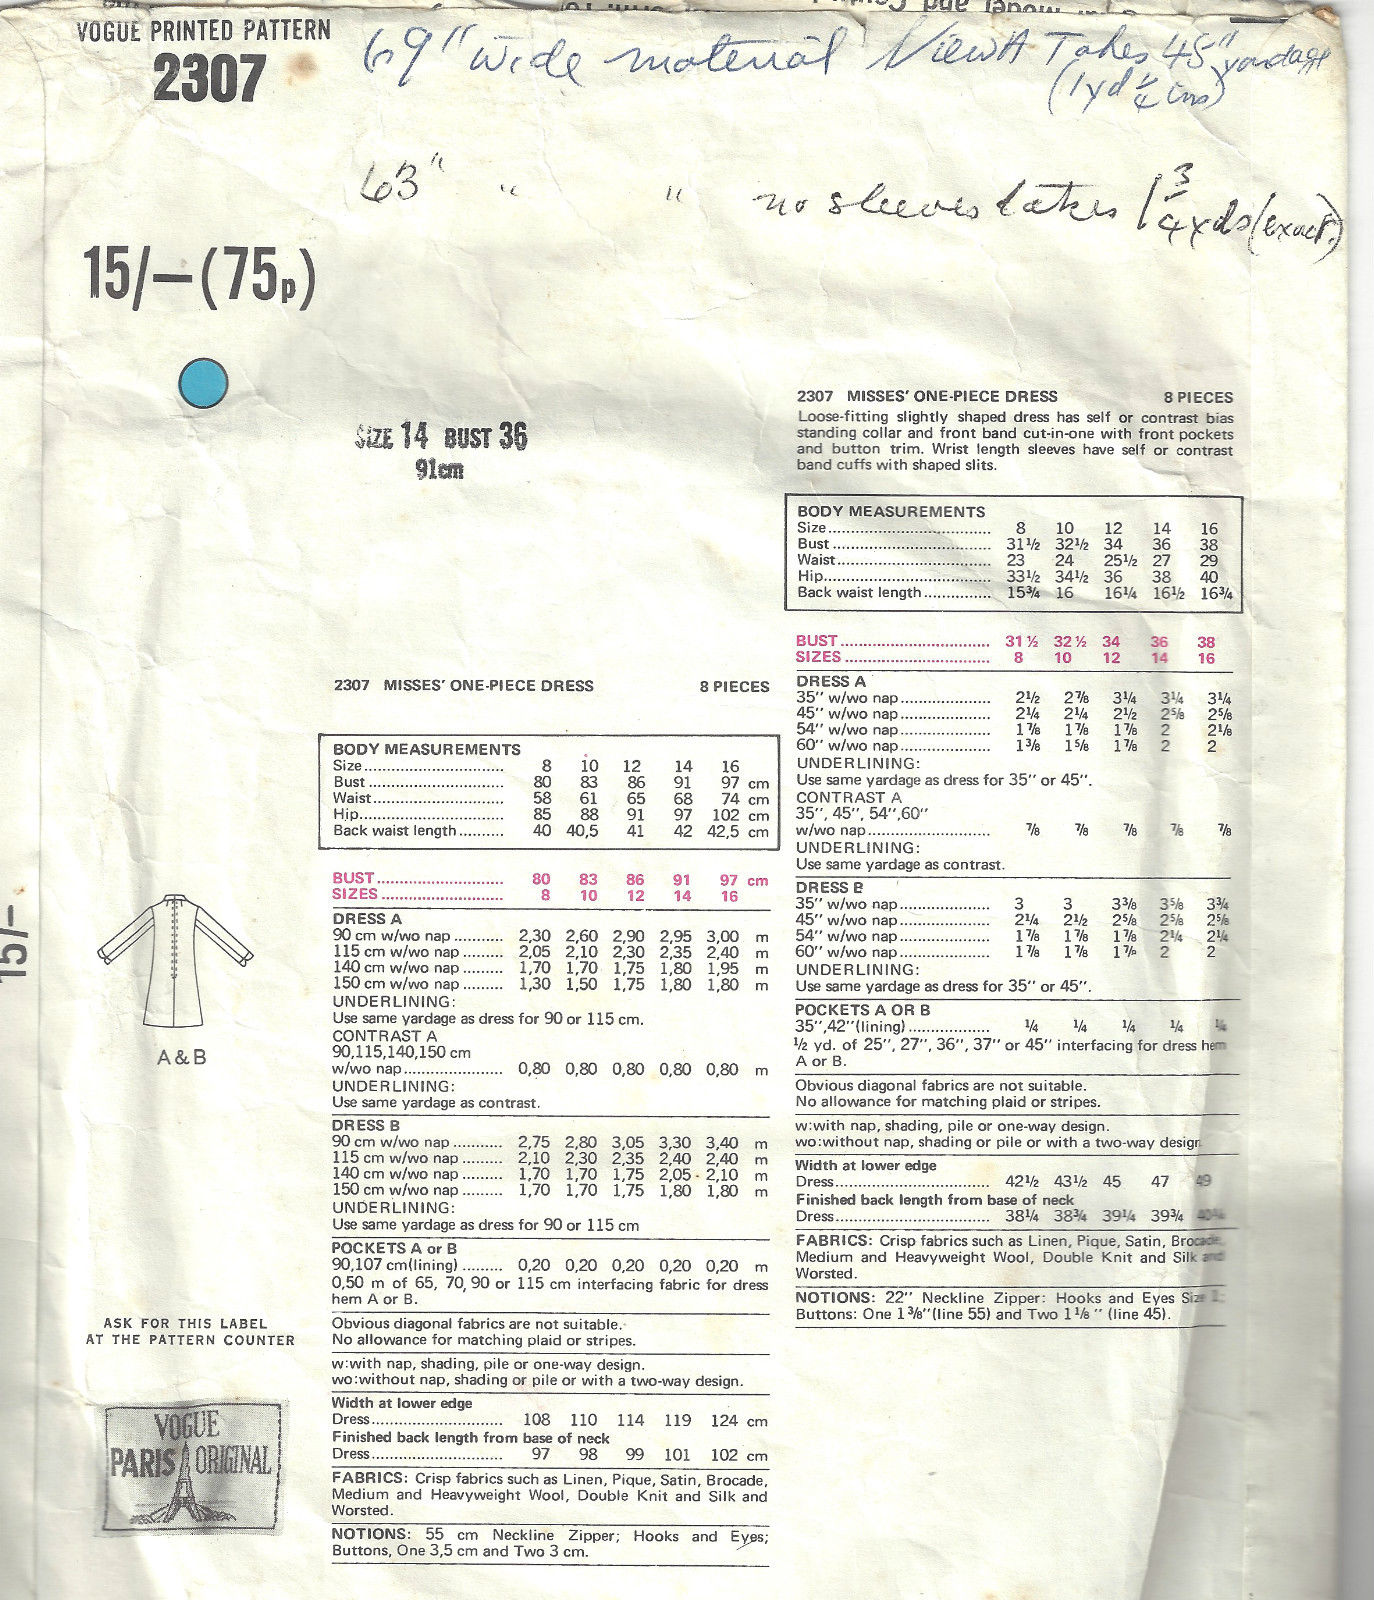 VOGUE PRINTED PATTERN
2307
69" wide material View A Takes 45" yardage
(1yd ¼ ins)
63" " " no sleeves takes 1 3/4 yds (exact.)
15/–(75p)
SIZE 14 BUST 36
91cm
15/–
A & B
ASK FOR THIS LABEL
AT THE PATTERN COUNTER
VOGUE
PARIS ORIGINAL
2307 MISSES' ONE-PIECE DRESS 8 PIECES
BODY MEASUREMENTS
Size 8 10 12 14 16
Bust 80 83 86 91 97 cm
Waist 58 61 65 68 74 cm
Hip 85 88 91 97 102 cm
Back waist length 40 40,5 41 42 42,5 cm
BUST 80 83 86 91 97 cm
SIZES 8 10 12 14 16
DRESS A
90 cm w/wo nap 2,30 2,60 2,90 2,95 3,00 m
115 cm w/wo nap 2,05 2,10 2,30 2,35 2,40 m
140 cm w/wo nap 1,70 1,70 1,75 1,80 1,95 m
150 cm w/wo nap 1,30 1,50 1,75 1,80 1,80 m
UNDERLINING:
Use same yardage as dress for 90 or 115 cm.
CONTRAST A
90,115,140,150 cm
w/wo nap 0,80 0,80 0,80 0,80 0,80 m
UNDERLINING:
Use same yardage as contrast.
DRESS B
90 cm w/wo nap 2,75 2,80 3,05 3,30 3,40 m
115 cm w/wo nap 2,10 2,30 2,35 2,40 2,40 m
140 cm w/wo nap 1,70 1,70 1,75 2,05 2,10 m
150 cm w/wo nap 1,70 1,70 1,75 1,80 1,80 m
UNDERLINING:
Use same yardage as dress for 90 or 115 cm
POCKETS A or B
90,107 cm(lining) 0,20 0,20 0,20 0,20 0,20 m
0,50 m of 65, 70, 90 or 115 cm interfacing fabric for dress
hem A or B.
Obvious diagonal fabrics are not suitable.
No allowance for matching plaid or stripes.
w:with nap, shading, pile or one-way design.
wo:without nap, shading or pile or with a two-way design.
Width at lower edge
Dress 108 110 114 119 124 cm
Finished back length from base of neck
Dress 97 98 99 101 102 cm
FABRICS: Crisp fabrics such as Linen, Pique, Satin, Brocade,
Medium and Heavyweight Wool, Double Knit and Silk and
Worsted.
NOTIONS: 55 cm Neckline Zipper; Hooks and Eyes;
Buttons, One 3,5 cm and Two 3 cm.
2307 MISSES' ONE-PIECE DRESS 8 PIECES
Loose-fitting slightly shaped dress has self or contrast bias
standing collar and front band cut-in-one with front pockets
and button trim. Wrist length sleeves have self or contrast
band cuffs with shaped slits.
BODY MEASUREMENTS
Size 8 10 12 14 16
Bust 31½ 32½ 34 36 38
Waist 23 24 25½ 27 29
Hip 33½ 34½ 36 38 40
Back waist length 15¾ 16 16¼ 16½ 16¾
BUST 31 ½ 32 ½ 34 36 38
SIZES 8 10 12 14 16
DRESS A
35" w/wo nap 2½ 2⅞ 3¼ 3¼ 3¼
45" w/wo nap 2¼ 2¼ 2½ 2⅝ 2⅝
54" w/wo nap 1⅞ 1⅞ 1⅞ 2 2⅛
60" w/wo nap 1⅜ 1⅝ 1⅞ 2 2
UNDERLINING:
Use same yardage as dress for 35" or 45".
CONTRAST A
35", 45", 54",60"
w/wo nap ⅞ ⅞ ⅞ ⅞ ⅞
UNDERLINING:
Use same yardage as contrast.
DRESS B
35" w/wo nap 3 3 3⅜ 3⅝ 3¾
45" w/wo nap 2¼ 2½ 2⅝ 2⅝ 2⅝
54" w/wo nap 1⅞ 1⅞ 1⅞ 2¼ 2¼
60" w/wo nap 1⅞ 1⅞ 1⅞ 2 2
UNDERLINING:
Use same yardage as dress for 35" or 45".
POCKETS A OR B
35",42"(lining) ¼ ¼ ¼ ¼ ¼
½ yd. of 25", 27", 36", 37" or 45" interfacing for dress hem
A or B.
Obvious diagonal fabrics are not suitable.
No allowance for matching plaid or stripes.
w:with nap, shading, pile or one-way design.
wo:without nap, shading or pile or with a two-way design
Width at lower edge
Dress 42½ 43½ 45 47 49
Finished back length from base of neck
Dress 38¼ 38¾ 39¼ 39¾
FABRICS: Crisp fabrics such as Linen, Pique, Satin, Brocade,
Medium and Heavyweight Wool, Double Knit and Silk and
Worsted.
NOTIONS: 22" Neckline Zipper: Hooks and Eyes Size 1;
Buttons: One 1⅜"(line 55) and Two 1⅛ " (line 45).